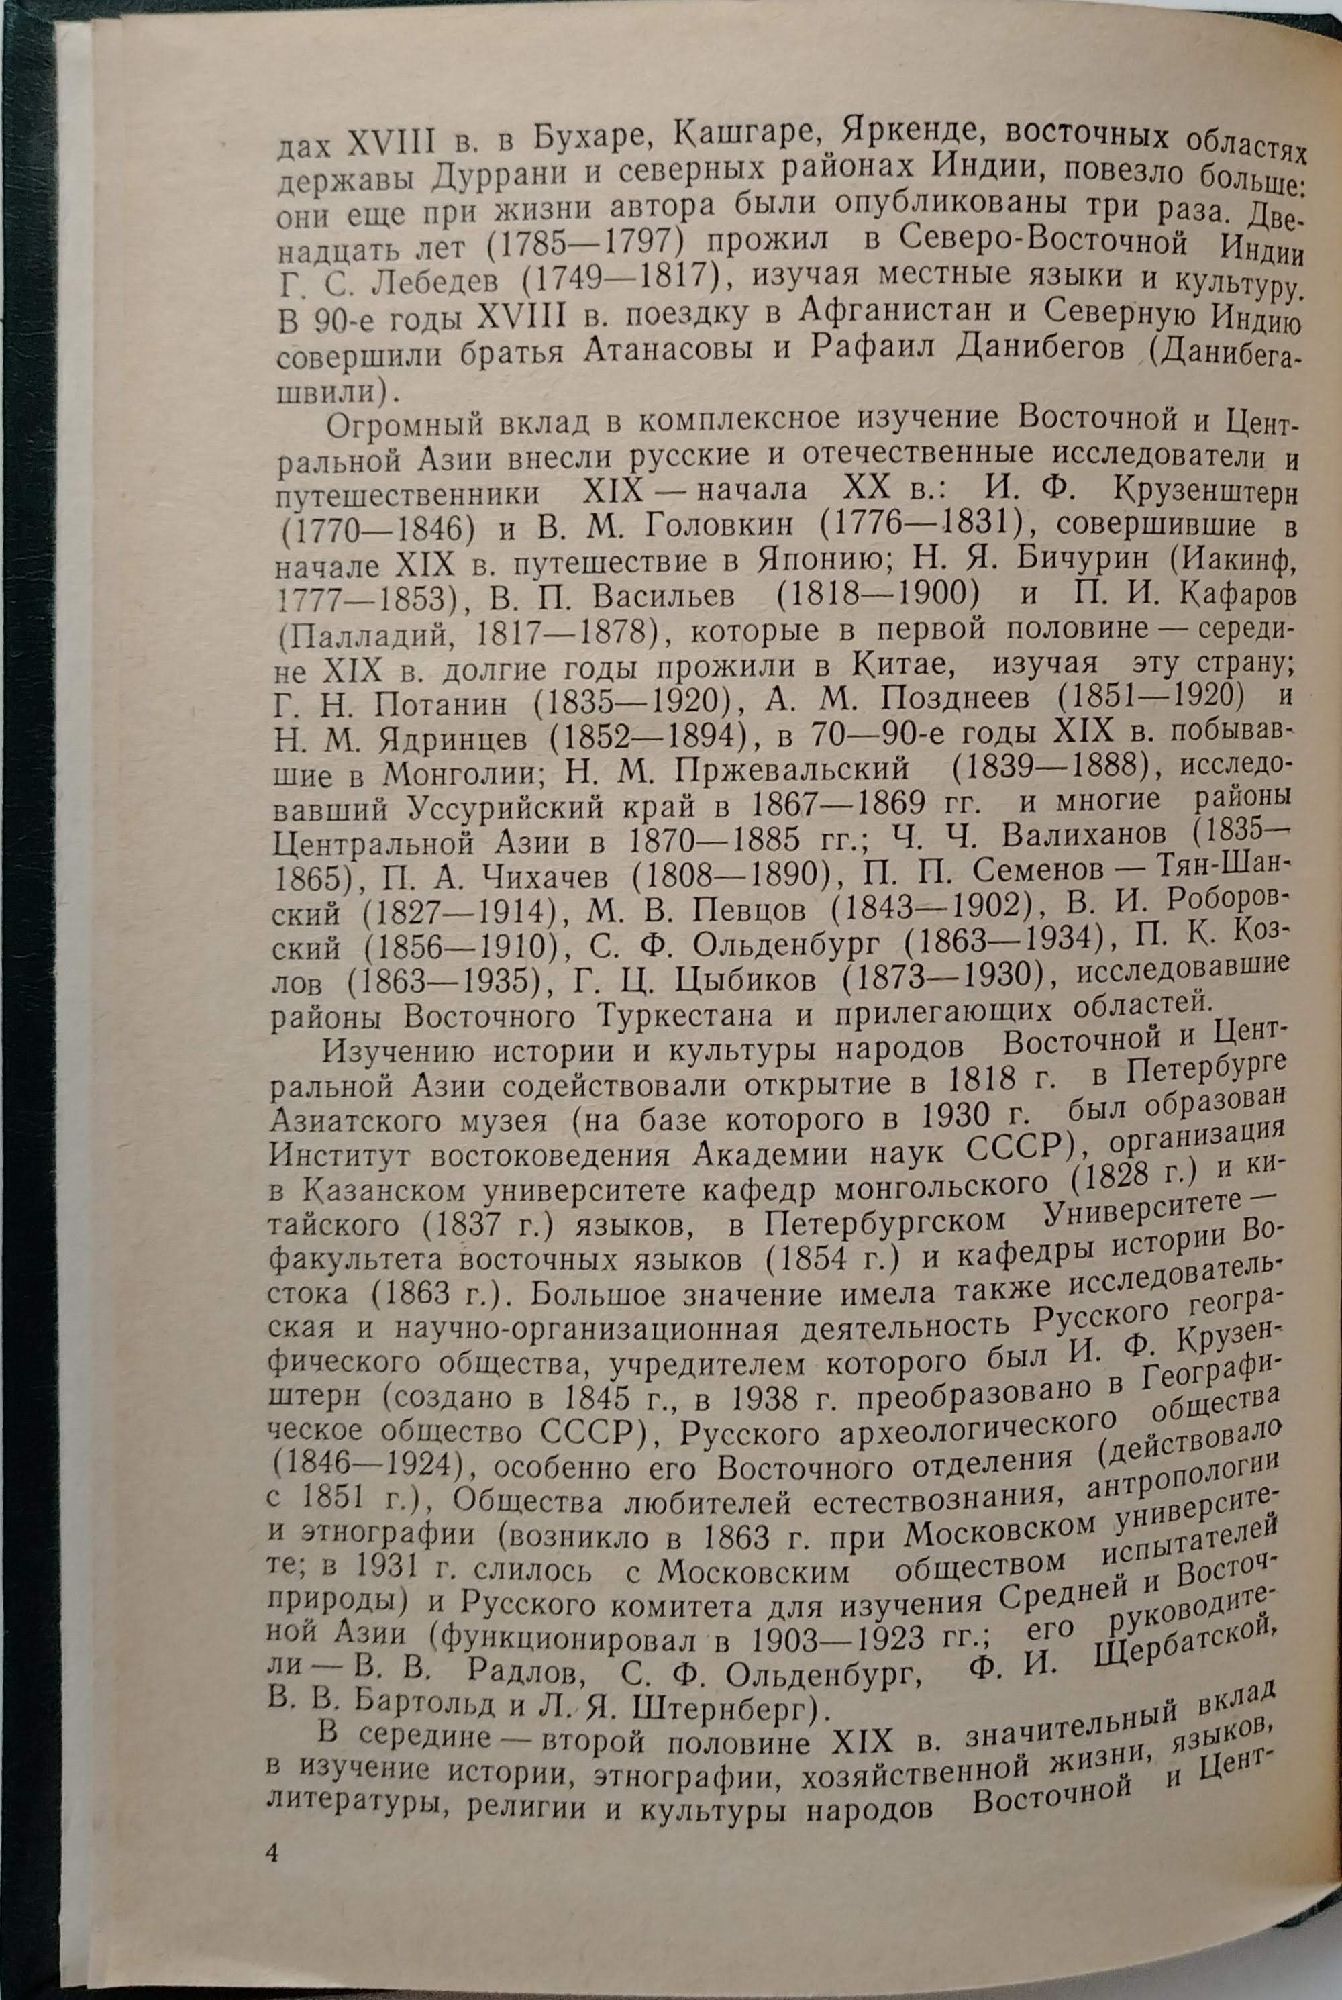 дах XVIII в. в Бухаре, Кашгаре, Яркенде, восточных областях
державы Дуррани и северных районах Индии, повезло больше:
они еще при жизни автора были опубликованы три раза. Две-
надцать лет (1785—1797) прожил в Северо-Восточной Индии
Г. С. Лебедев (1749—1817), изучая местные языки и культуру.
В 90-е годы XVIII в. поездку в Афганистан и Северную Индию
совершили братья Атанасовы и Рафаил Данибегов (Данибега-
швили).
Огромный вклад в комплексное изучение Восточной и Цент-
ральной Азии внесли русские и отечественные исследователи и
путешественники XIX — начала XX в.: И. Ф. Крузенштерн
(1770—1846) и В. М. Головкин (1776—1831), совершившие в
начале XIX в. путешествие в Японию; Н. Я. Бичурин (Иакинф,
1777—1853), В. П. Васильев (1818—1900) и П. И. Кафаров
(Палладий, 1817—1878), которые в первой половине — середи-
не XIX в. долгие годы прожили в Китае, изучая эту страну;
Г. Н. Потанин (1835—1920), А. М. Позднеев (1851—1920) и
Н. М. Ядринцев (1852—1894), в 70—90-е годы XIX в. побывав-
шие в Монголии; Н. М. Пржевальский (1839—1888), исследо-
вавший Уссурийский край в 1867—1869 гг. и многие районы
Центральной Азии в 1870—1885 гг.; Ч. Ч. Валиханов (1835—
1865), П. А. Чихачев (1808—1890), П. П. Семенов — Тян-Шан-
ский (1827—1914), М. В. Певцов (1843—1902), В. И. Роборов-
ский (1856—1910), С. Ф. Ольденбург (1863—1934), П. К. Коз-
лов (1863—1935), Г. Ц. Цыбиков (1873—1930), исследовавшие
районы Восточного Туркестана и прилегающих областей.
Изучению истории и культуры народов Восточной и Цент-
ральной Азии содействовали открытие в 1818 г. в Петербурге
Азиатского музея (на базе которого в 1930 г. был образован
Институт востоковедения Академии наук СССР), организация
в Казанском университете кафедр монгольского (1828 г.) и ки-
тайского (1837 г.) языков, в Петербургском Университете —
факультета восточных языков (1854 г.) и кафедры истории Во-
стока (1863 г.). Большое значение имела также исследователь-
ская и научно-организационная деятельность Русского геогра-
фического общества, учредителем которого был И. Ф. Крузен-
штерн (создано в 1845 г., в 1938 г. преобразовано в Географи-
ческое общество СССР), Русского археологического общества
(1846—1924), особенно его Восточного отделения (действовало
с 1851 г.), Общества любителей естествознания, антропологии
и этнографии (возникло в 1863 г. при Московском университе-
те; в 1931 г. слилось с Московским обществом испытателей
природы) и Русского комитета для изучения Средней и Восточ-
ной Азии (функционировал в 1903—1923 гг.; его руководите-
ли — В. В. Радлов, С. Ф. Ольденбург, Ф. И. Щербатской,
В. В. Бартольд и Л. Я. Штернберг).
В середине — второй половине XIX в. значительный вклад
в изучение истории, этнографии, хозяйственной жизни, языков,
литературы, религии и культуры народов Восточной и Цент-
4